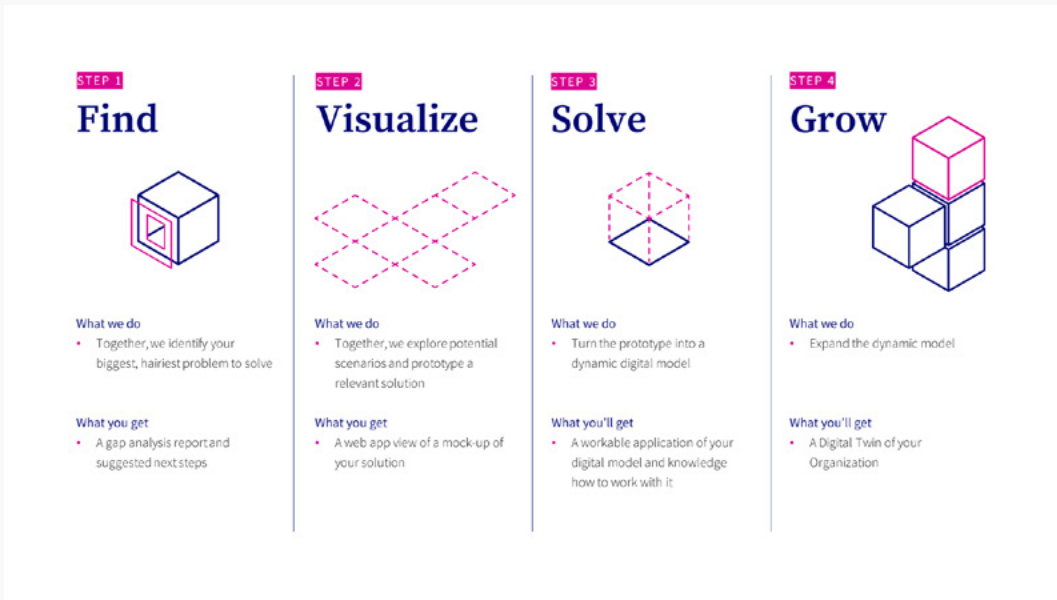 STEP 1
Find
What we do
• Together, we identify your
biggest, hairiest problem to solve
What you get
• A gap analysis report and
suggested next steps
STEP 2
Visualize
What we do
• Together, we explore potential
scenarios and prototype a
relevant solution
What you get
• A web app view of a mock-up of
your solution
STEP 3
Solve
What we do
• Turn the prototype into a
dynamic digital model
What you'll get
• A workable application of your
digital model and knowledge
how to work with it
STEP 4
Grow
What we do
• Expand the dynamic model
What you'll get
• A Digital Twin of your
Organization